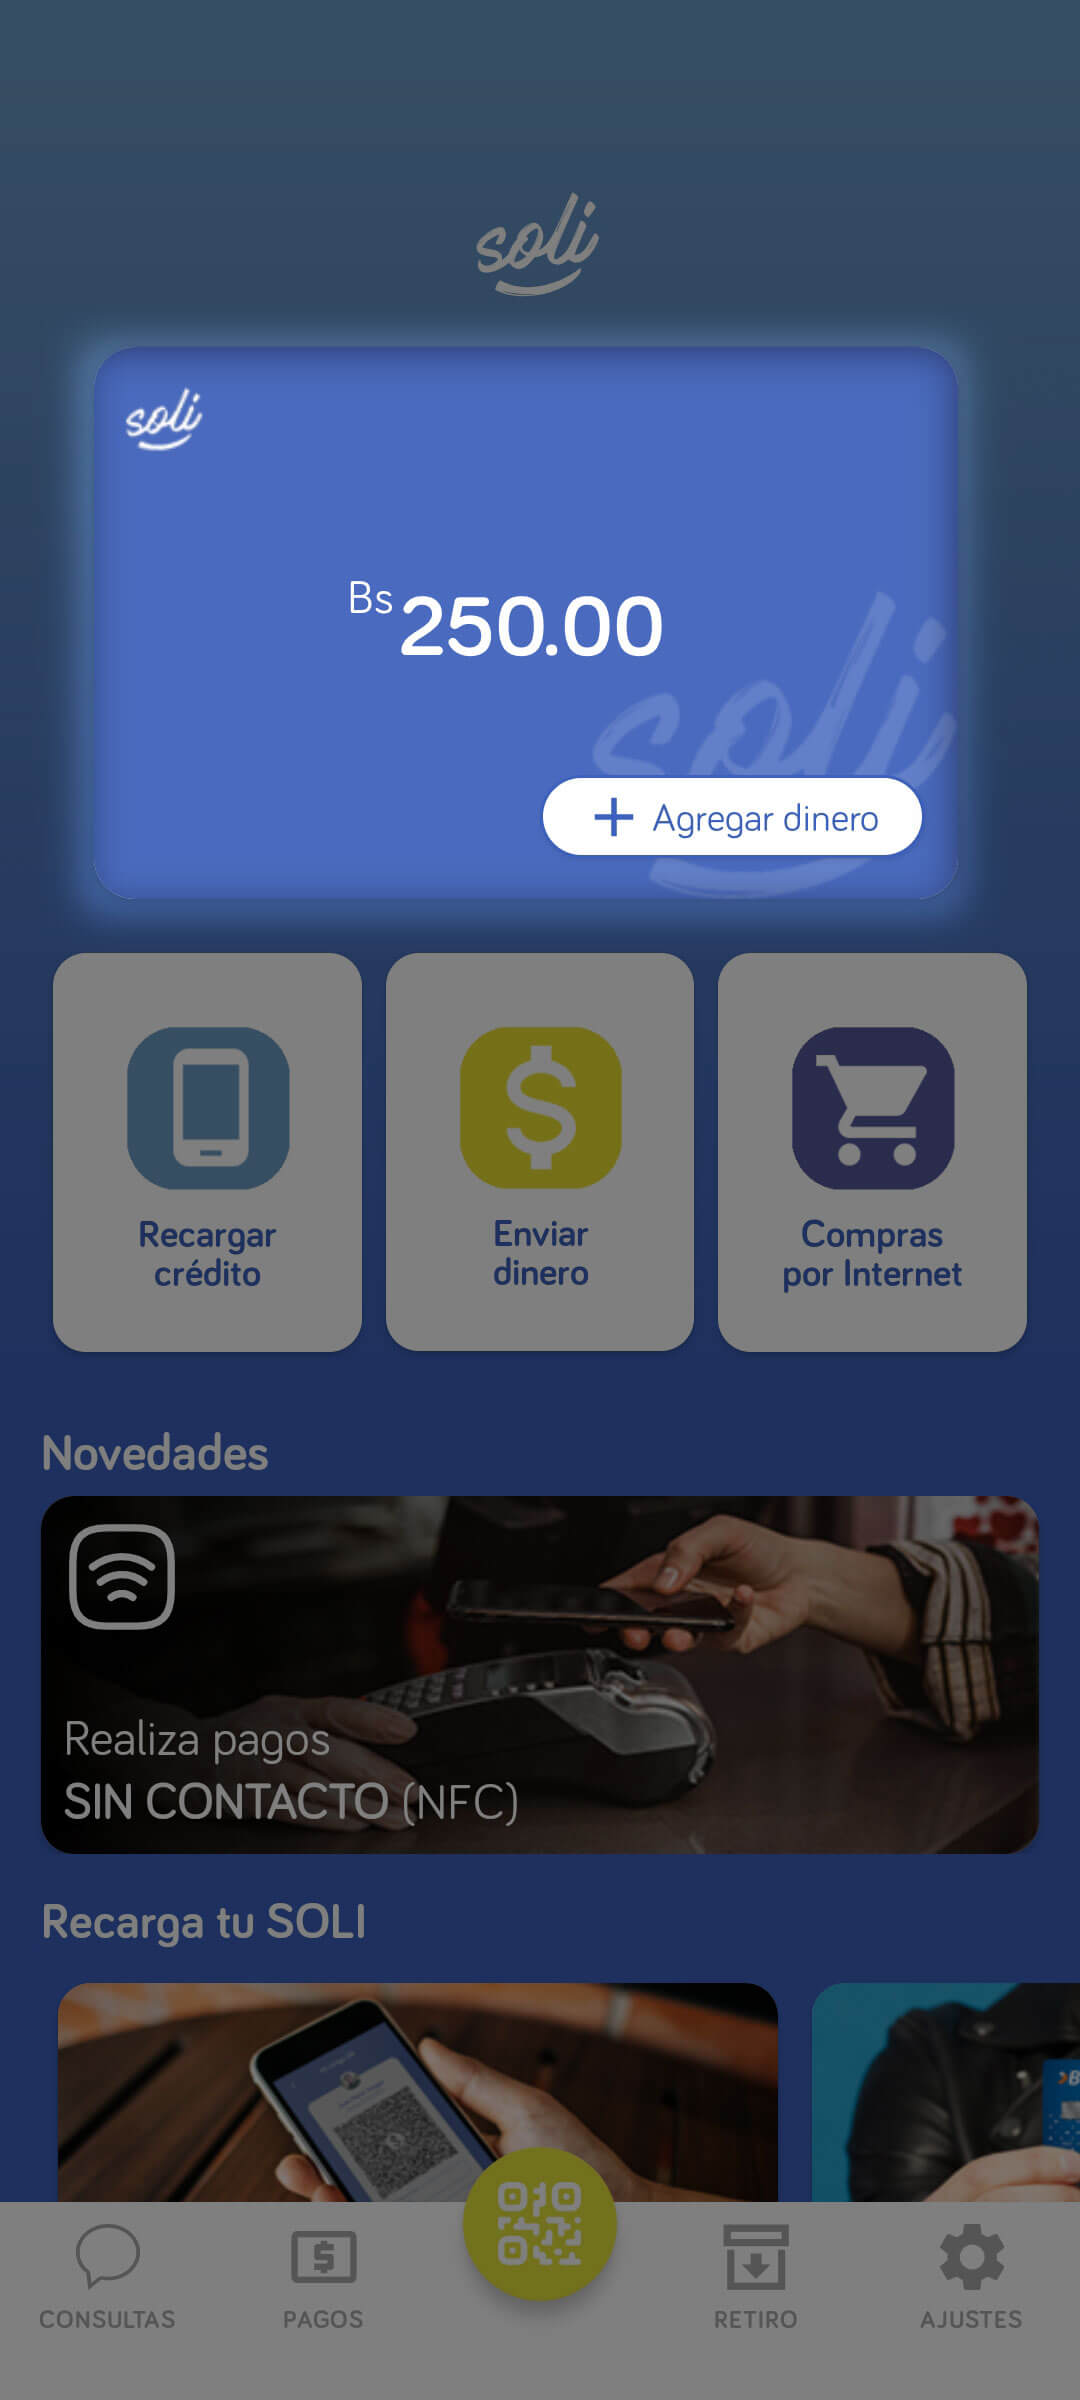 soli
soli
Bs 250.00
soli
+ Agregar dinero
Recargar
crédito
Enviar
dinero
Compras
por Internet
Novedades
Realiza pagos
SIN CONTACTO (NFC)
Recarga tu SOLI
CONSULTAS
PAGOS
RETIRO
AJUSTES